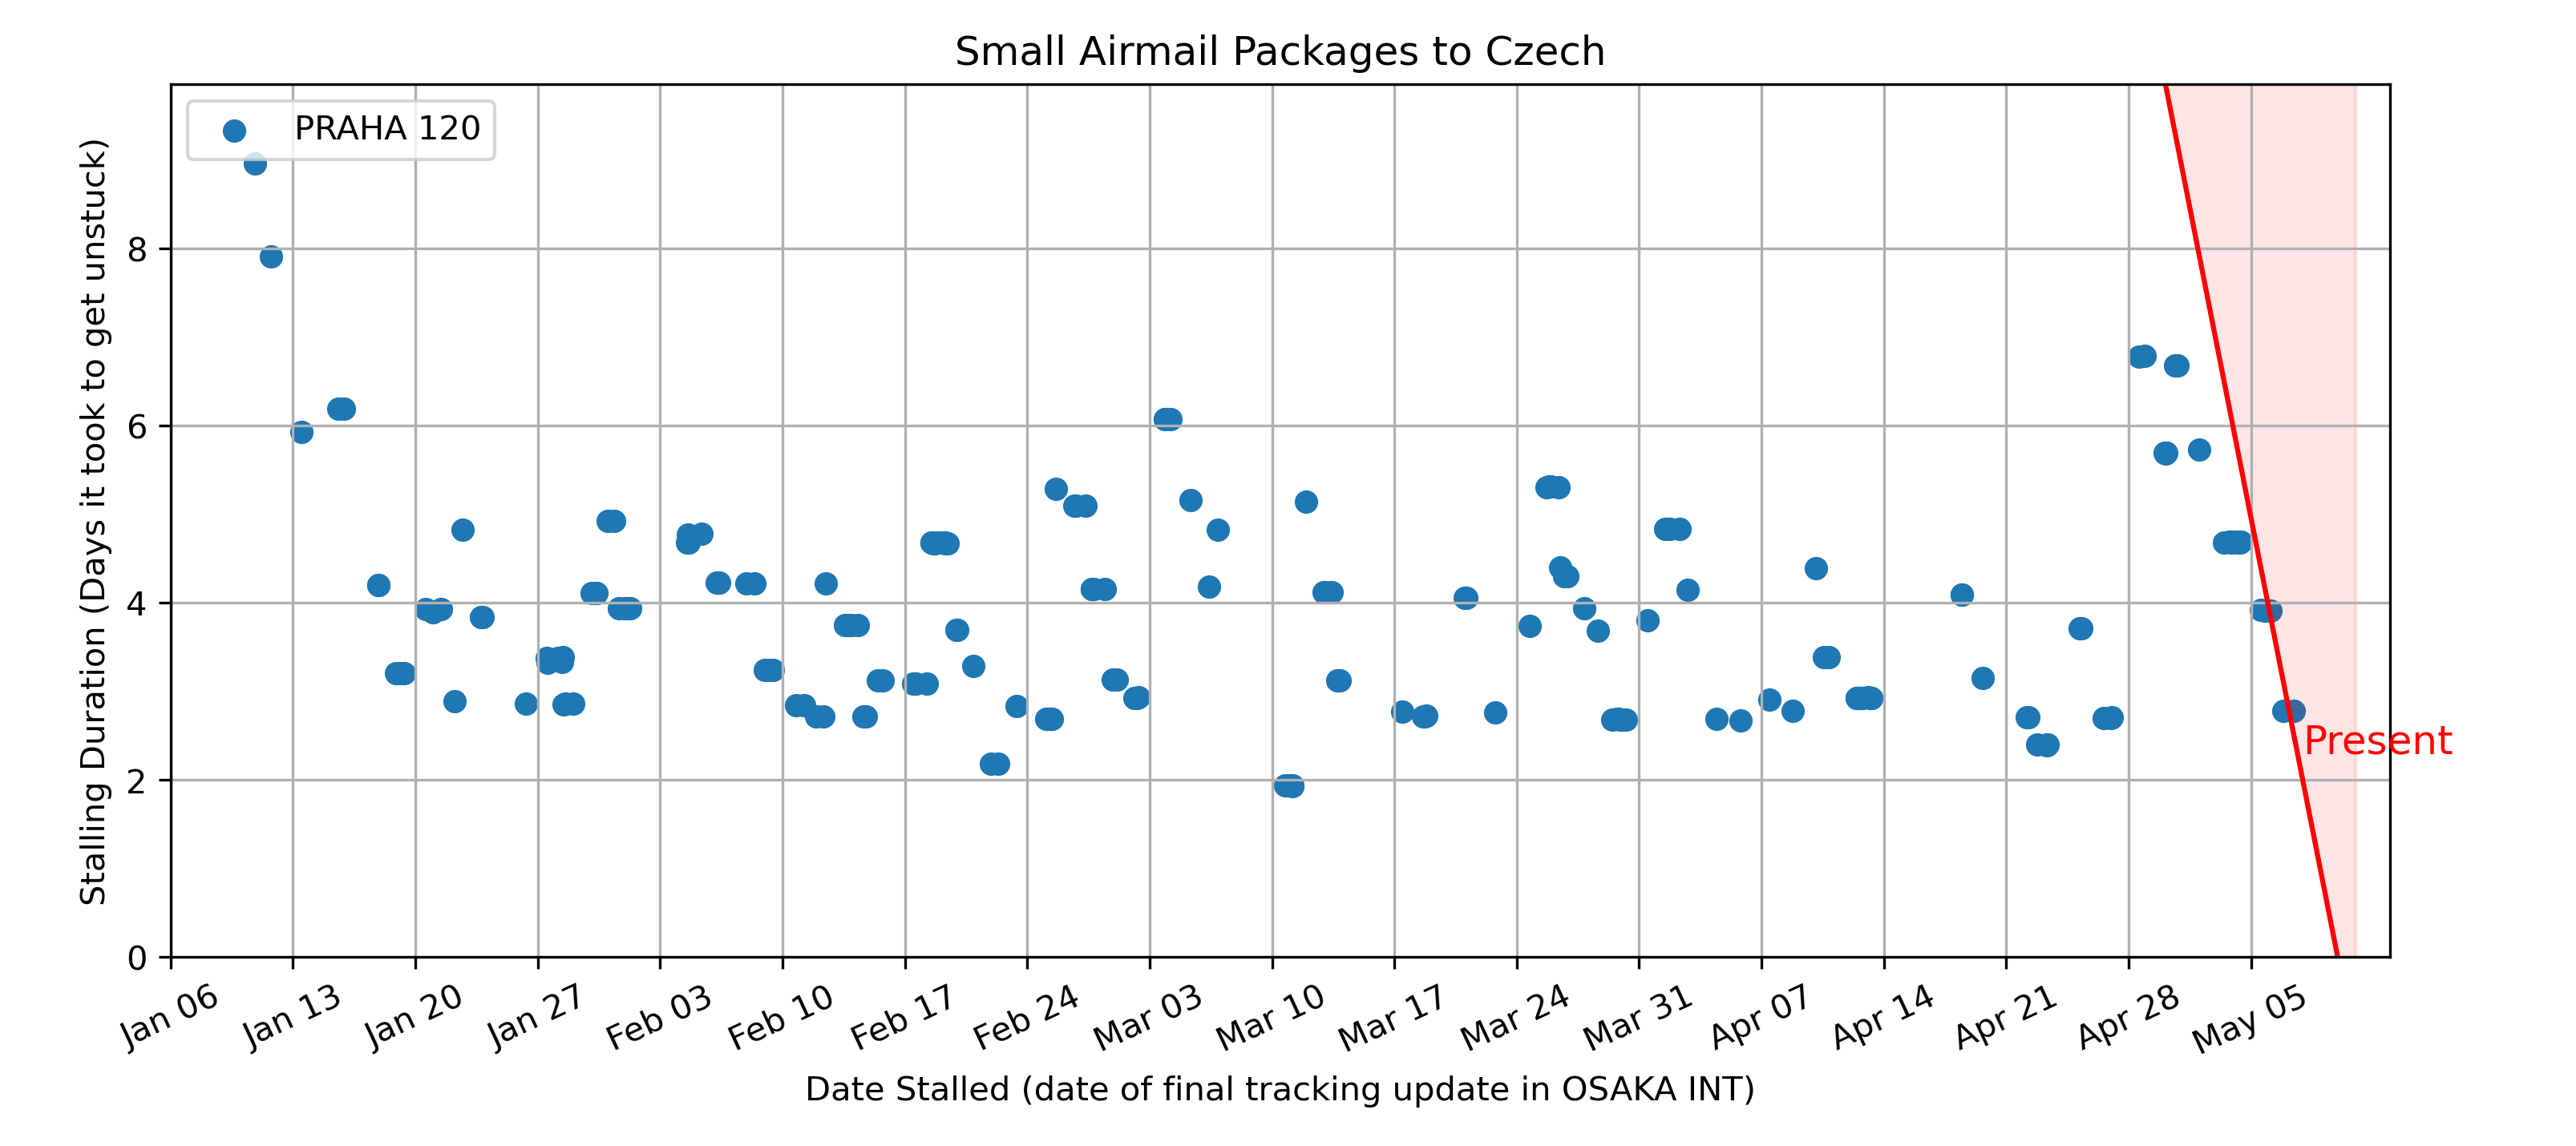 Small Airmail Packages to Czech
PRAHA 120
Stalling Duration (Days it took to get unstuck)
8
6
4
2
0
Present
Jan 06
Jan 13
Jan 20
Jan 27
Feb 03
Feb 10
Feb 17
Feb 24
Mar 03
Mar 10
Mar 17
Mar 24
Mar 31
Apr 07
Apr 14
Apr 21
Apr 28
May 05
Date Stalled (date of final tracking update in OSAKA INT)